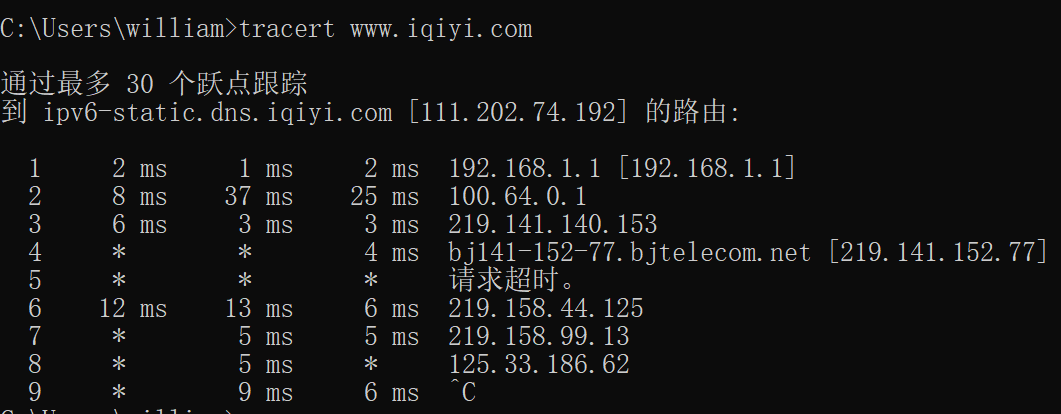 C:\Users\william>tracert www.iqiyi.com
通过最多 30 个跃点跟踪
到 ipv6-static.dns.iqiyi.com [111.202.74.192] 的路由:
1 2 ms 1 ms 2 ms 192.168.1.1 [192.168.1.1]
2 8 ms 37 ms 25 ms 100.64.0.1
3 6 ms 3 ms 3 ms 219.141.140.153
4 * * 4 ms bj141-152-77.bjtelecom.net [219.141.152.77]
5 * * * 请求超时。
6 12 ms 13 ms 6 ms 219.158.44.125
7 * 5 ms 5 ms 219.158.99.13
8 * 5 ms * 125.33.186.62
9 * 9 ms 6 ms ^C